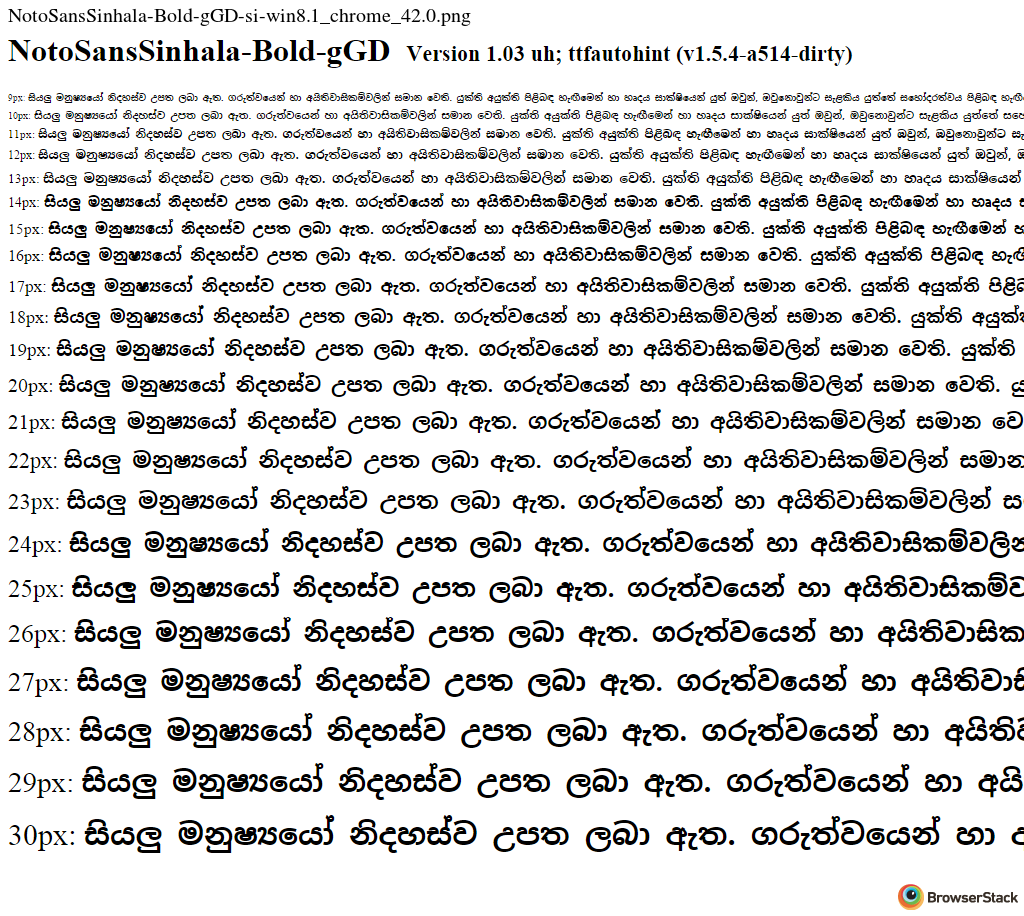 NotoSansSinhala-Bold-gGD-si-win8.1_chrome_42.0.png
NotoSansSinhala-Bold-gGD Version 1.03 uh; ttfautohint (v1.5.4-a514-dirty)
9px: සියලු මනුෂ්‍යයෝ නිදහස්ව උපත ලබා ඇත. ගරුත්වයෙන් හා අයිතිවාසිකම්වලින් සමාන වෙති. යුක්ති අයුක්ති පිළිබඳ හැඟීමෙන් හා හෘදය සාක්ෂියෙන් යුත් ඔවුන්, ඔවුනොවුන්ට සැළකිය යුත්තේ සහෝදරත්වය පිළිබඳ
10px: සියලු මනුෂ්‍යයෝ නිදහස්ව උපත ලබා ඇත. ගරුත්වයෙන් හා අයිතිවාසිකම්වලින් සමාන වෙති. යුක්ති අයුක්ති පිළිබඳ හැඟීමෙන් හා හෘදය සාක්ෂියෙන් යුත් ඔවුන්, ඔවුනොවුන්ට සැළකිය යුත්තේ
11px: සියලු මනුෂ්‍යයෝ නිදහස්ව උපත ලබා ඇත. ගරුත්වයෙන් හා අයිතිවාසිකම්වලින් සමාන වෙති. යුක්ති අයුක්ති පිළිබඳ හැඟීමෙන් හා හෘදය සාක්ෂියෙන් යුත් ඔවුන්, ඔවුනොවුන්ට
12px: සියලු මනුෂ්‍යයෝ නිදහස්ව උපත ලබා ඇත. ගරුත්වයෙන් හා අයිතිවාසිකම්වලින් සමාන වෙති. යුක්ති අයුක්ති පිළිබඳ හැඟීමෙන් හා හෘදය සාක්ෂියෙන් යුත් ඔවුන්,
13px: සියලු මනුෂ්‍යයෝ නිදහස්ව උපත ලබා ඇත. ගරුත්වයෙන් හා අයිතිවාසිකම්වලින් සමාන වෙති. යුක්ති අයුක්ති පිළිබඳ හැඟීමෙන් හා හෘදය සාක්ෂියෙන්
14px: සියලු මනුෂ්‍යයෝ නිදහස්ව උපත ලබා ඇත. ගරුත්වයෙන් හා අයිතිවාසිකම්වලින් සමාන වෙති. යුක්ති අයුක්ති පිළිබඳ හැඟීමෙන් හා හෘදය
15px: සියලු මනුෂ්‍යයෝ නිදහස්ව උපත ලබා ඇත. ගරුත්වයෙන් හා අයිතිවාසිකම්වලින් සමාන වෙති. යුක්ති අයුක්ති පිළිබඳ හැඟීමෙන්
16px: සියලු මනුෂ්‍යයෝ නිදහස්ව උපත ලබා ඇත. ගරුත්වයෙන් හා අයිතිවාසිකම්වලින් සමාන වෙති. යුක්ති අයුක්ති පිළිබඳ
17px: සියලු මනුෂ්‍යයෝ නිදහස්ව උපත ලබා ඇත. ගරුත්වයෙන් හා අයිතිවාසිකම්වලින් සමාන වෙති. යුක්ති අයුක්ති
18px: සියලු මනුෂ්‍යයෝ නිදහස්ව උපත ලබා ඇත. ගරුත්වයෙන් හා අයිතිවාසිකම්වලින් සමාන වෙති. යුක්ති
19px: සියලු මනුෂ්‍යයෝ නිදහස්ව උපත ලබා ඇත. ගරුත්වයෙන් හා අයිතිවාසිකම්වලින් සමාන වෙති. යුක්ති
20px: සියලු මනුෂ්‍යයෝ නිදහස්ව උපත ලබා ඇත. ගරුත්වයෙන් හා අයිතිවාසිකම්වලින් සමාන වෙති.
21px: සියලු මනුෂ්‍යයෝ නිදහස්ව උපත ලබා ඇත. ගරුත්වයෙන් හා අයිතිවාසිකම්වලින් සමාන
22px: සියලු මනුෂ්‍යයෝ නිදහස්ව උපත ලබා ඇත. ගරුත්වයෙන් හා අයිතිවාසිකම්වලින් සමාන
23px: සියලු මනුෂ්‍යයෝ නිදහස්ව උපත ලබා ඇත. ගරුත්වයෙන් හා අයිතිවාසිකම්වලින්
24px: සියලු මනුෂ්‍යයෝ නිදහස්ව උපත ලබා ඇත. ගරුත්වයෙන් හා අයිතිවාසිකම්වලින්
25px: සියලු මනුෂ්‍යයෝ නිදහස්ව උපත ලබා ඇත. ගරුත්වයෙන් හා අයිතිවාසිකම්ව
26px: සියලු මනුෂ්‍යයෝ නිදහස්ව උපත ලබා ඇත. ගරුත්වයෙන් හා අයිතිවාසික
27px: සියලු මනුෂ්‍යයෝ නිදහස්ව උපත ලබා ඇත. ගරුත්වයෙන් හා අයිතිවාසි
28px: සියලු මනුෂ්‍යයෝ නිදහස්ව උපත ලබා ඇත. ගරුත්වයෙන් හා අයිති
29px: සියලු මනුෂ්‍යයෝ නිදහස්ව උපත ලබා ඇත. ගරුත්වයෙන් හා අයි
30px: සියලු මනුෂ්‍යයෝ නිදහස්ව උපත ලබා ඇත. ගරුත්වයෙන් හා
BrowserStack